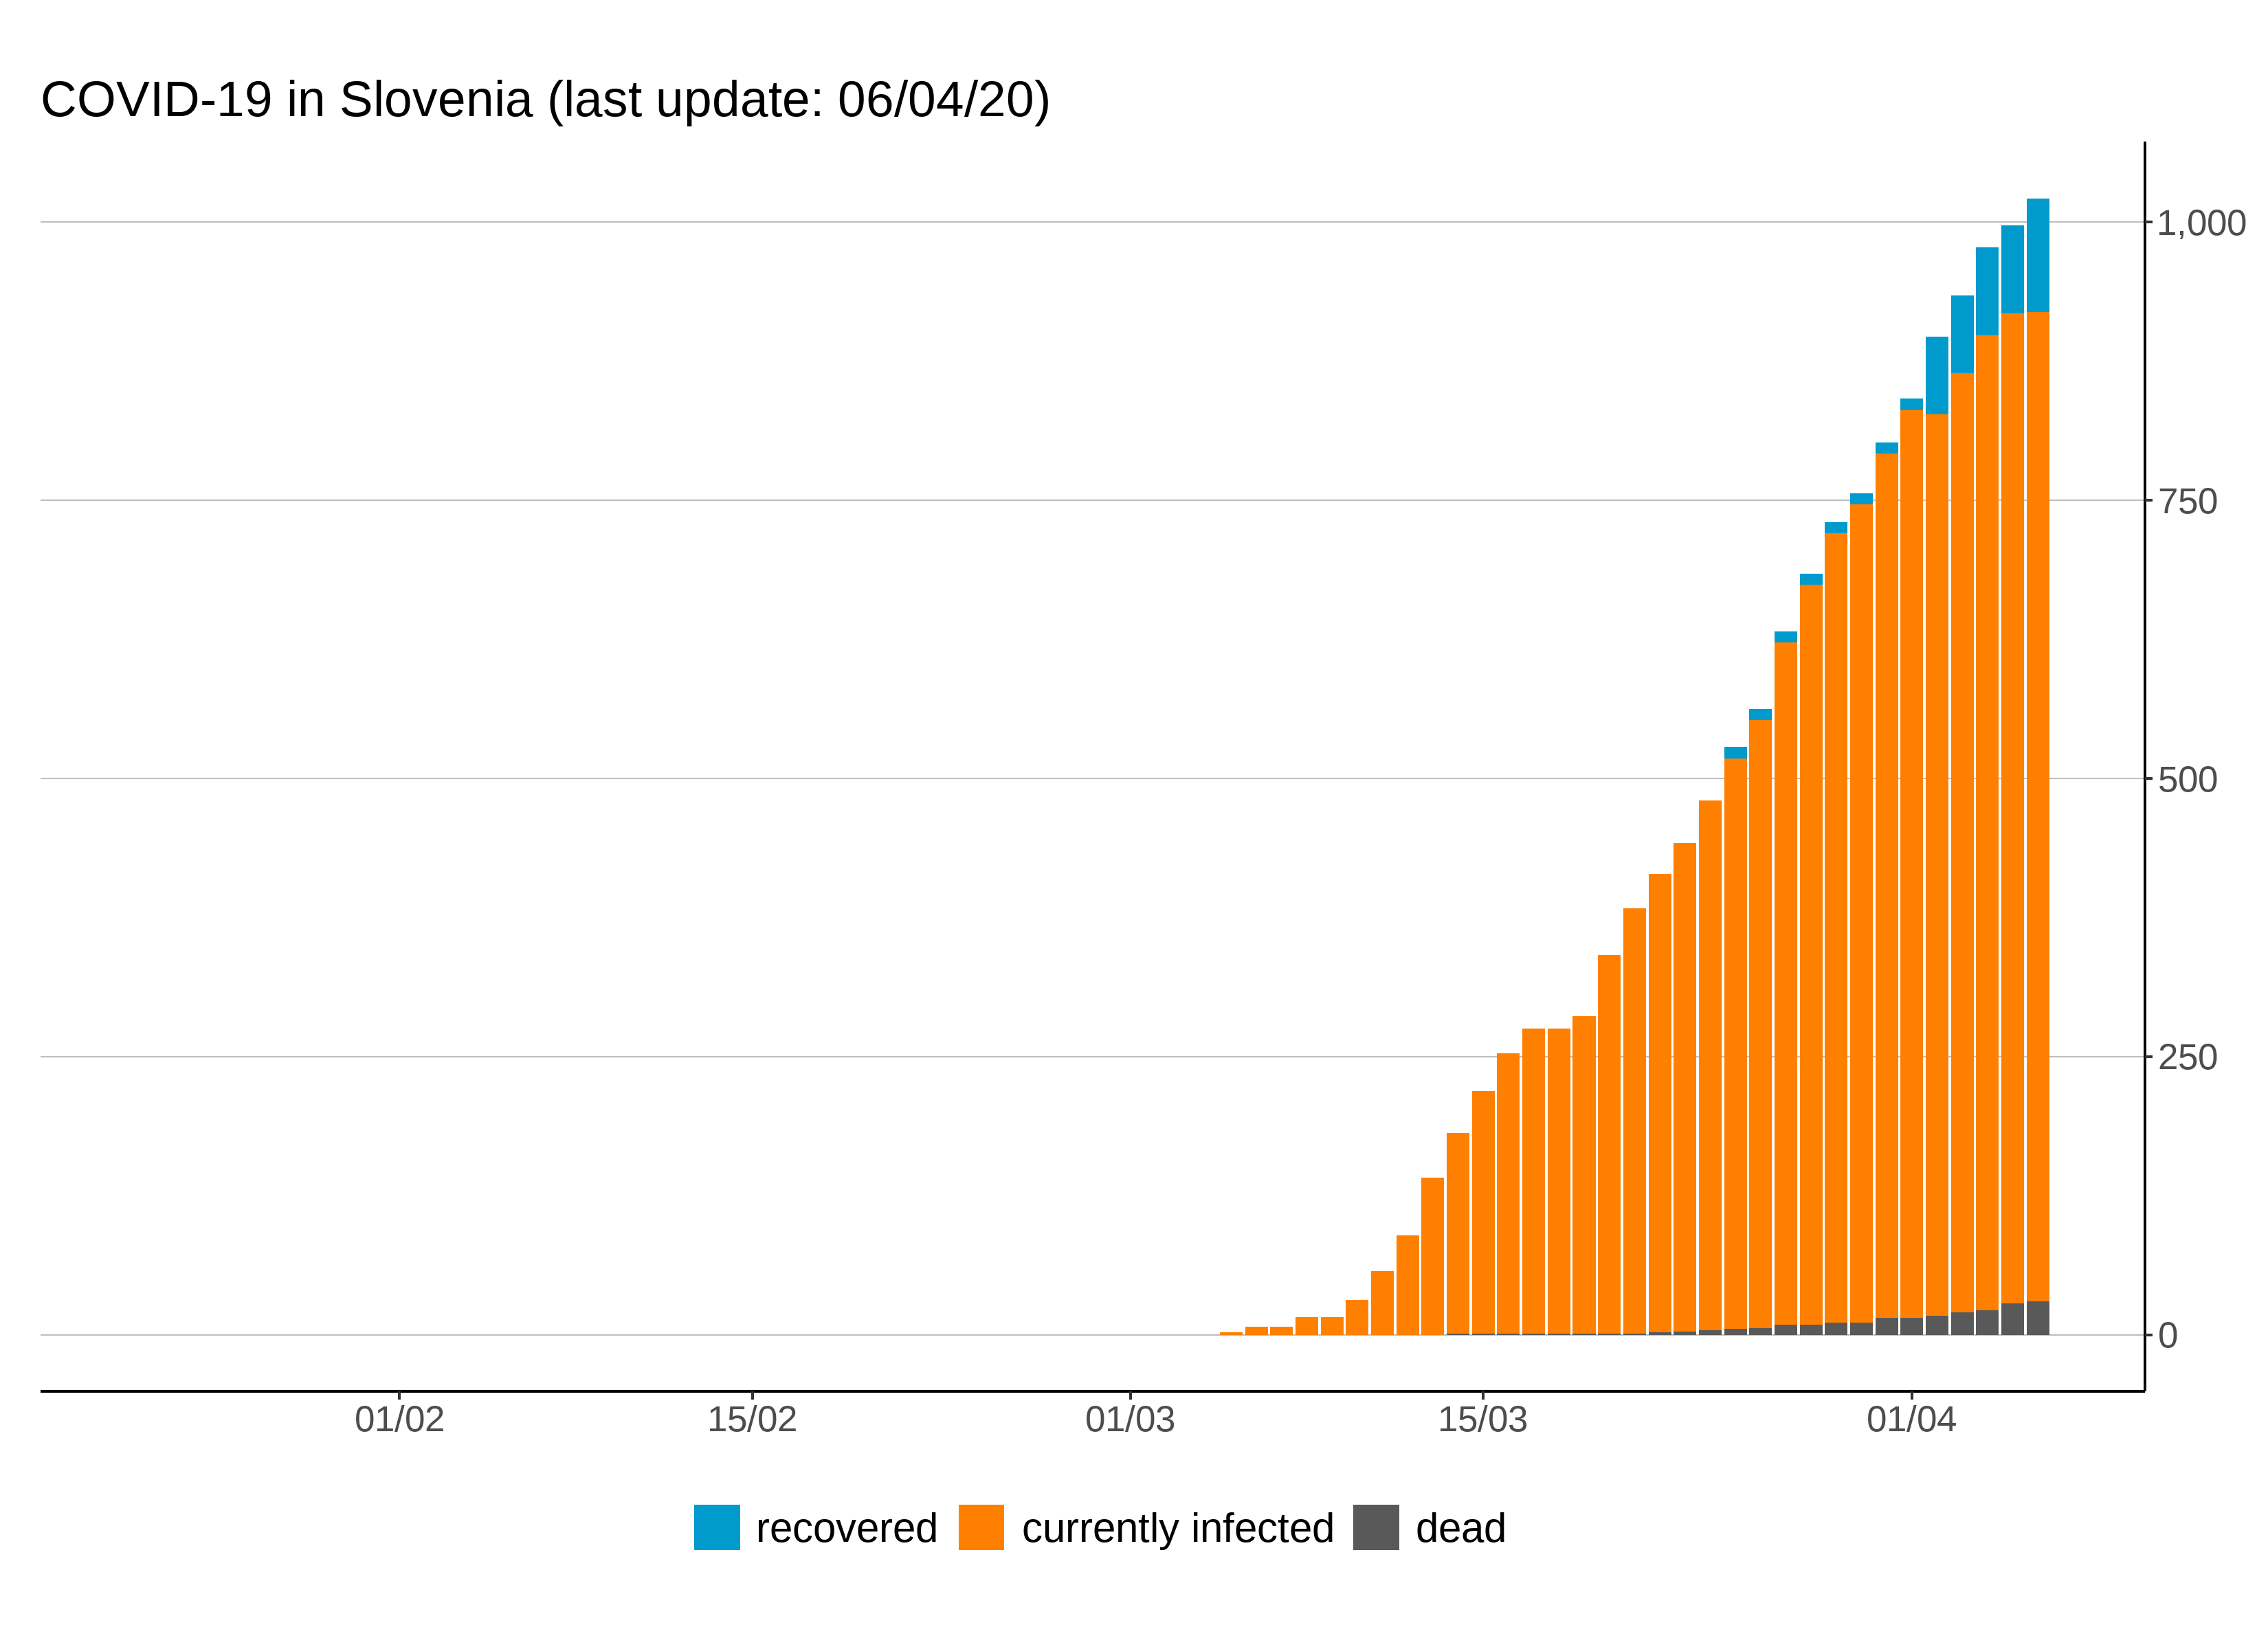 COVID-19 in Slovenia (last update: 06/04/20)
1,000
750
500
250
0
01/02 15/02 01/03 15/03 01/04
recovered currently infected dead